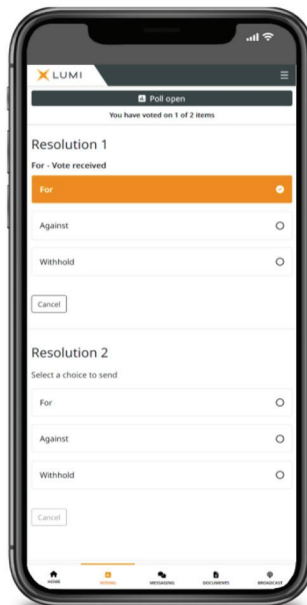 LUMI
Poll open
You have voted on 1 of 2 items
Resolution 1
For - Vote received
For
Against
Withhold
Cancel
Resolution 2
Select a choice to send
For
Against
Withhold
Cancel
HOME VOTING MESSAGING DOCUMENTS BROADCAST